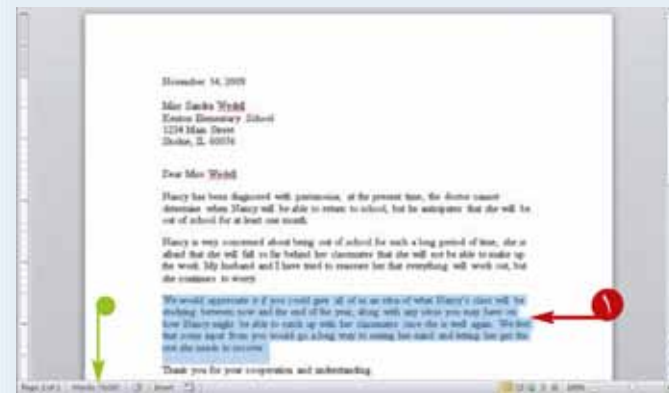 November 14, 2009
Miss Sandra Wedell
Kenton Elementary School
1234 Main Street
Skokie, IL 60076
Dear Miss Wedell
Nancy has been diagnosed with pneumonia, at the present time, the doctor cannot
determine when Nancy will be able to return to school, but he anticipates that she will be
out of school for at least one month.
Nancy is very concerned about being out of school for such a long period of time, she is
afraid that she will fall so far behind her classmates that she will not be able to make up
the work. My husband and I have tried to reassure her that everything will work out, but
she continues to worry.
We would appreciate it if you could give all of us an idea of what Nancy's class will be
studying between now and the end of the year, along with any ideas you may have on
how Nancy might be able to catch up with her classmates once she is well again. We feel
that some input from you would go a long way to easing her mind and letting her get the
rest she needs to recover.
Thank you for your cooperation and understanding.
Page 1 of 1
Words:
Insert
١